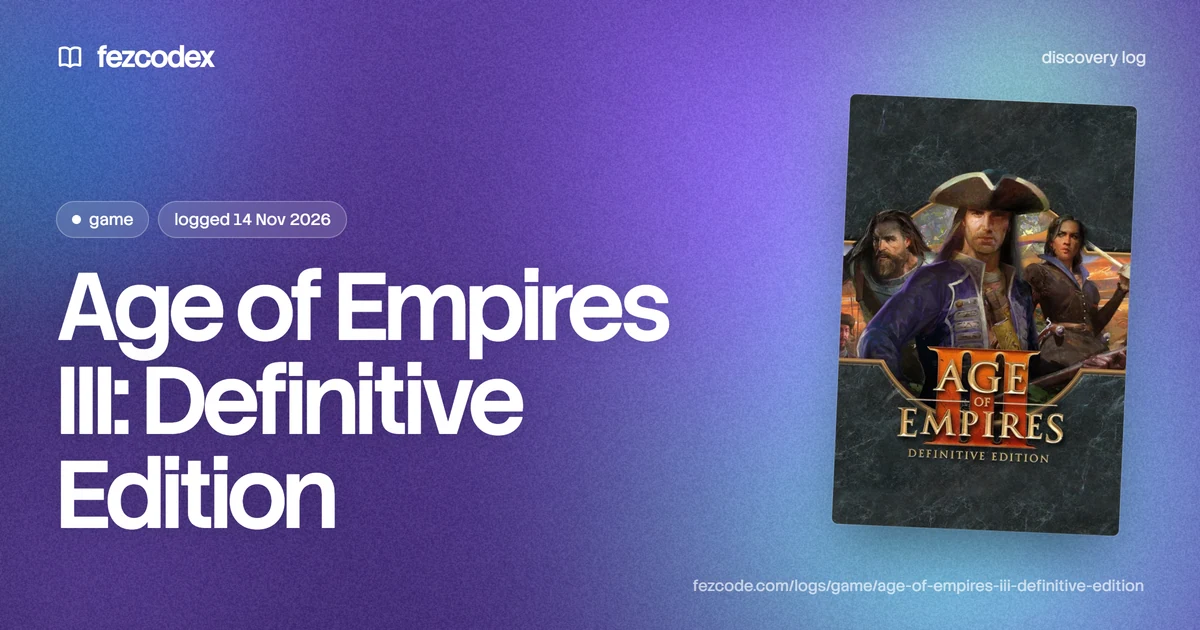 fezcodex
discovery log
game
logged 14 Nov 2026
Age of Empires
III: Definitive
Edition
III
AGE
OF
EMPIRES
DEFINITIVE EDITION
fezcode.com/logs/game/age-of-empires-iii-definitive-edition